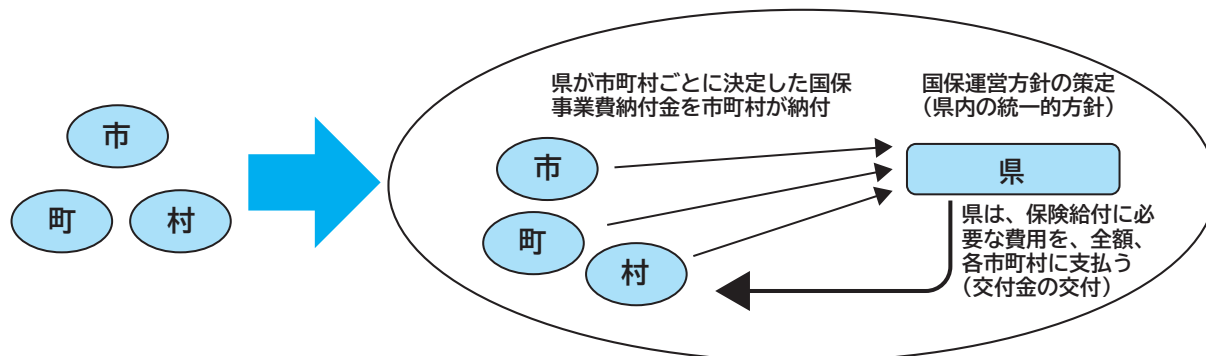 市
町
村
県が市町村ごとに決定した国保
事業費納付金を市町村が納付
国保運営方針の策定
（県内の統一的方針）
市
町
村
県
県は、保険給付に必
要な費用を、全額、
各市町村に支払う
（交付金の交付）